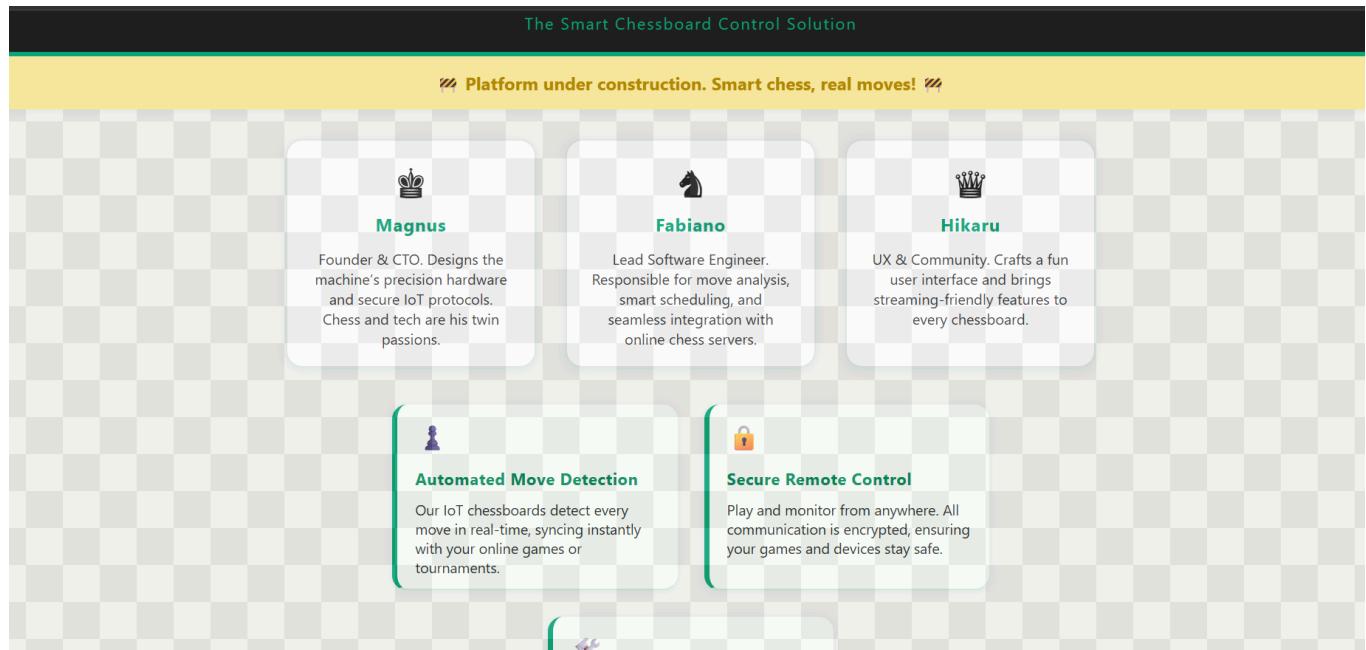 The Smart Chessboard Control Solution
🚧 Platform under construction. Smart chess, real moves! 🚧
Magnus
Founder & CTO. Designs the
machine’s precision hardware
and secure IoT protocols.
Chess and tech are his twin
passions.
Fabiano
Lead Software Engineer.
Responsible for move analysis,
smart scheduling, and
seamless integration with
online chess servers.
Hikaru
UX & Community. Crafts a fun
user interface and brings
streaming-friendly features to
every chessboard.
Automated Move Detection
Our IoT chessboards detect every
move in real-time, syncing instantly
with your online games or
tournaments.
Secure Remote Control
Play and monitor from anywhere. All
communication is encrypted, ensuring
your games and devices stay safe.